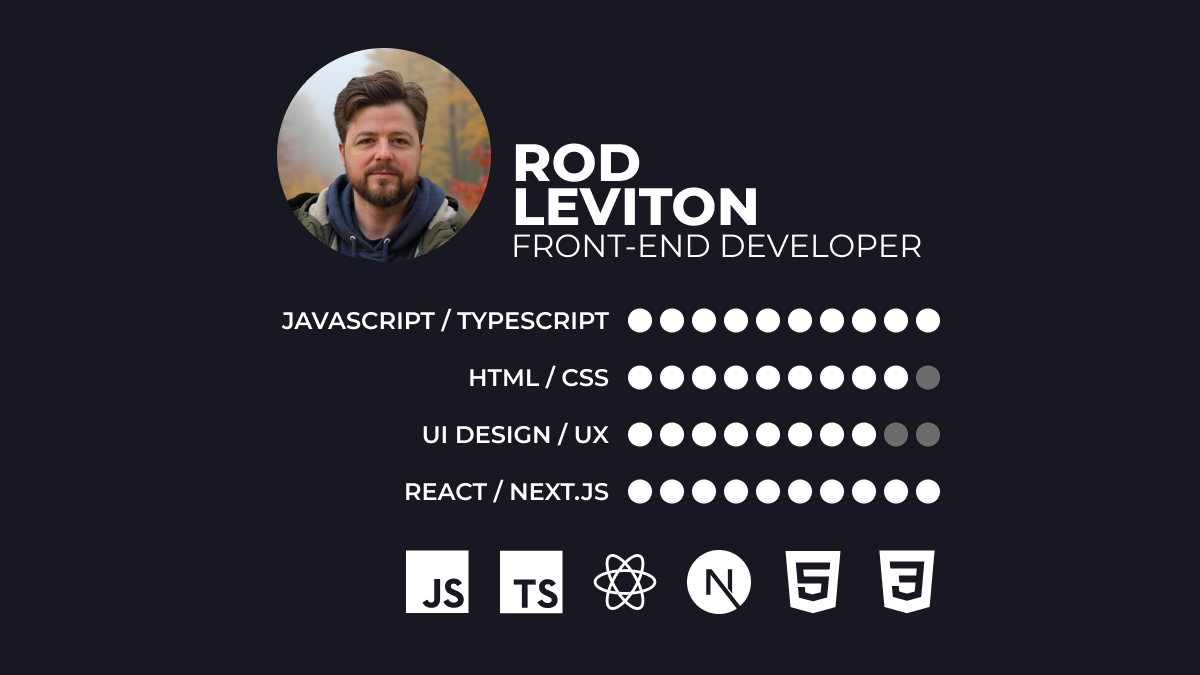 ROD
LEVITON
FRONT-END DEVELOPER
JAVASCRIPT / TYPESCRIPT
HTML / CSS
UI DESIGN / UX
REACT / NEXT.JS
JS TS N 5 3